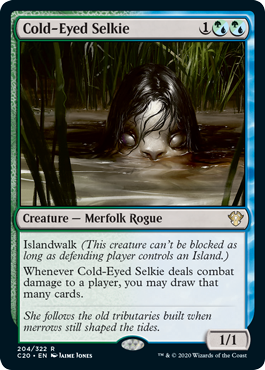 Cold-Eyed Selkie 1
Creature — Merfolk Rogue
Islandwalk (This creature can't be blocked as
long as defending player controls an Island.)
Whenever Cold-Eyed Selkie deals combat
damage to a player, you may draw that
many cards.
She follows the old tributaries built when
merrows still shaped the tides.
1/1
204/322 R
C20 • EN Jaime Jones
™ & © 2020 Wizards of the Coast